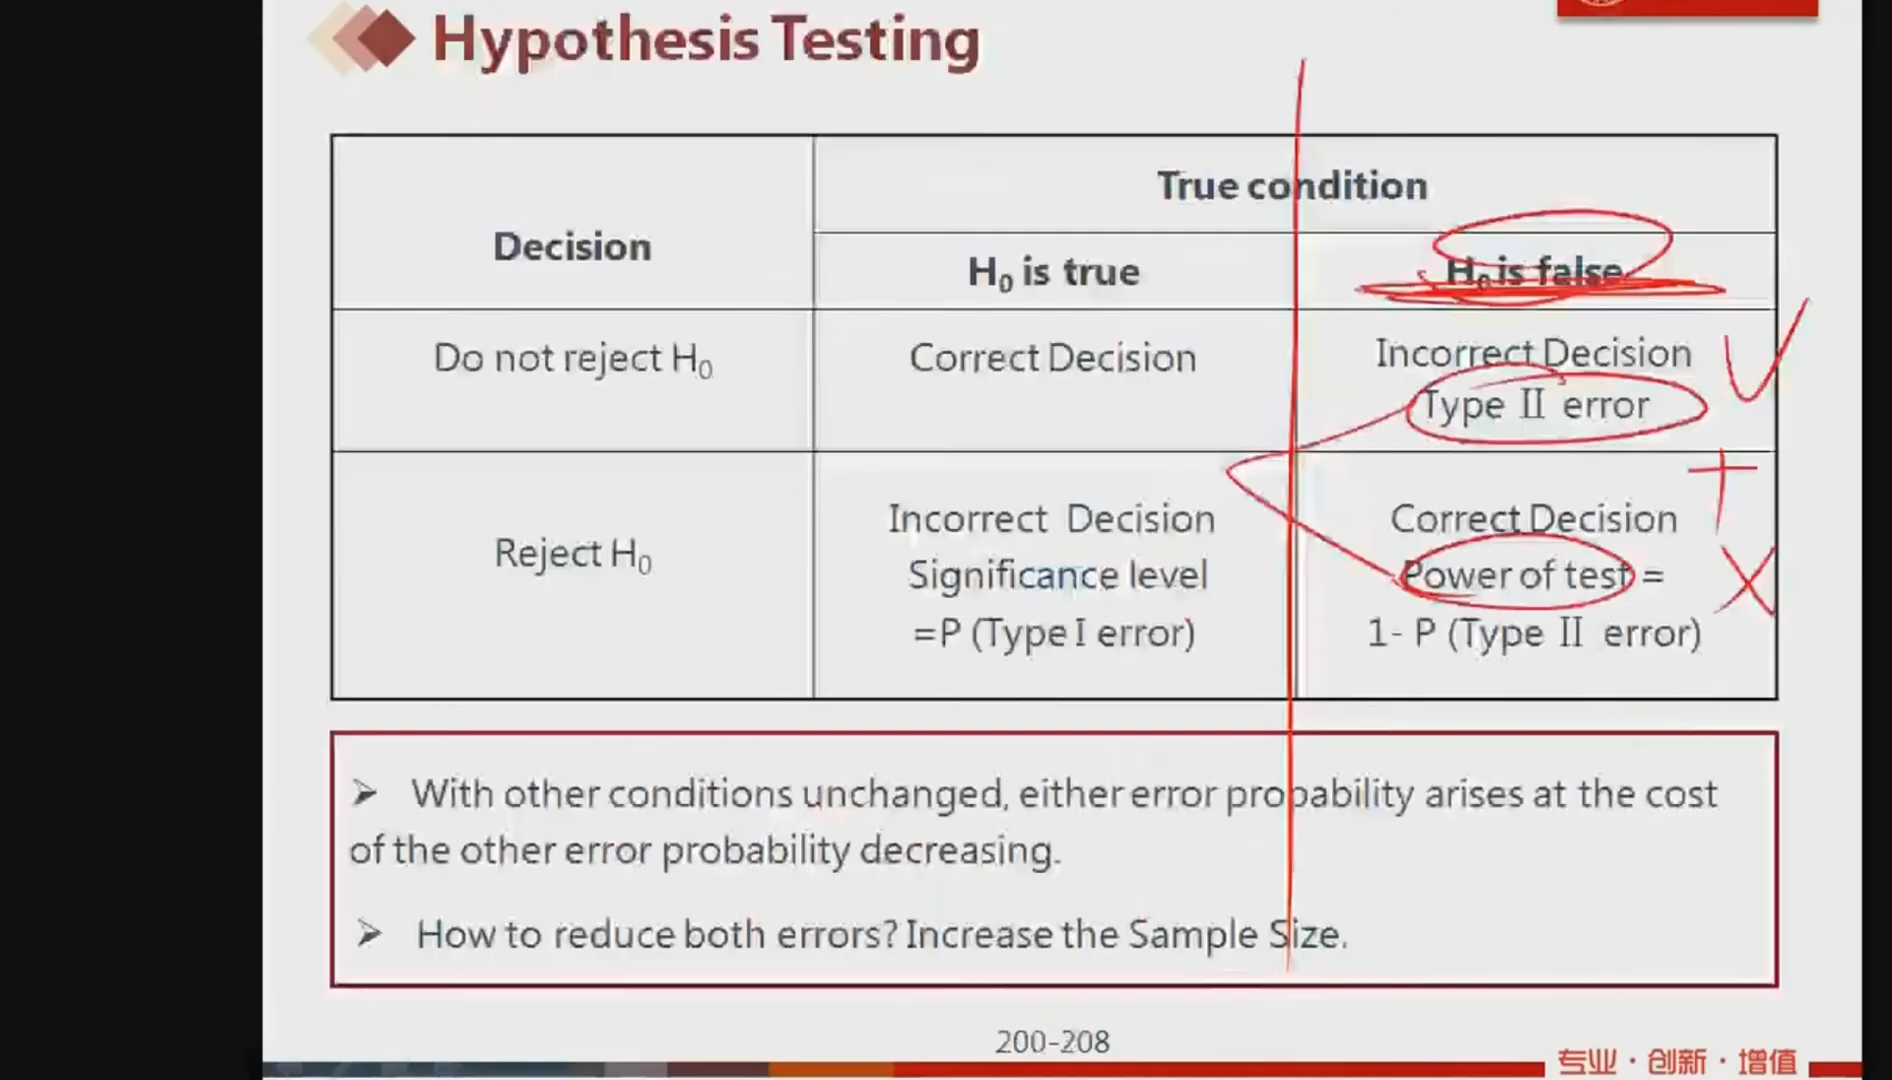 Hypothesis Testing
True condition
Decision
H₀ is true
H₀ is false
Do not reject H₀
Correct Decision
Incorrect Decision
Type Ⅱ error
Reject H₀
Incorrect Decision
Significance level
=P (Type I error)
Correct Decision
Power of test =
1- P (Type Ⅱ error)
➢ With other conditions unchanged, either error probability arises at the cost
of the other error probability decreasing.
➢ How to reduce both errors? Increase the Sample Size.
200-208
专业·创新·增值